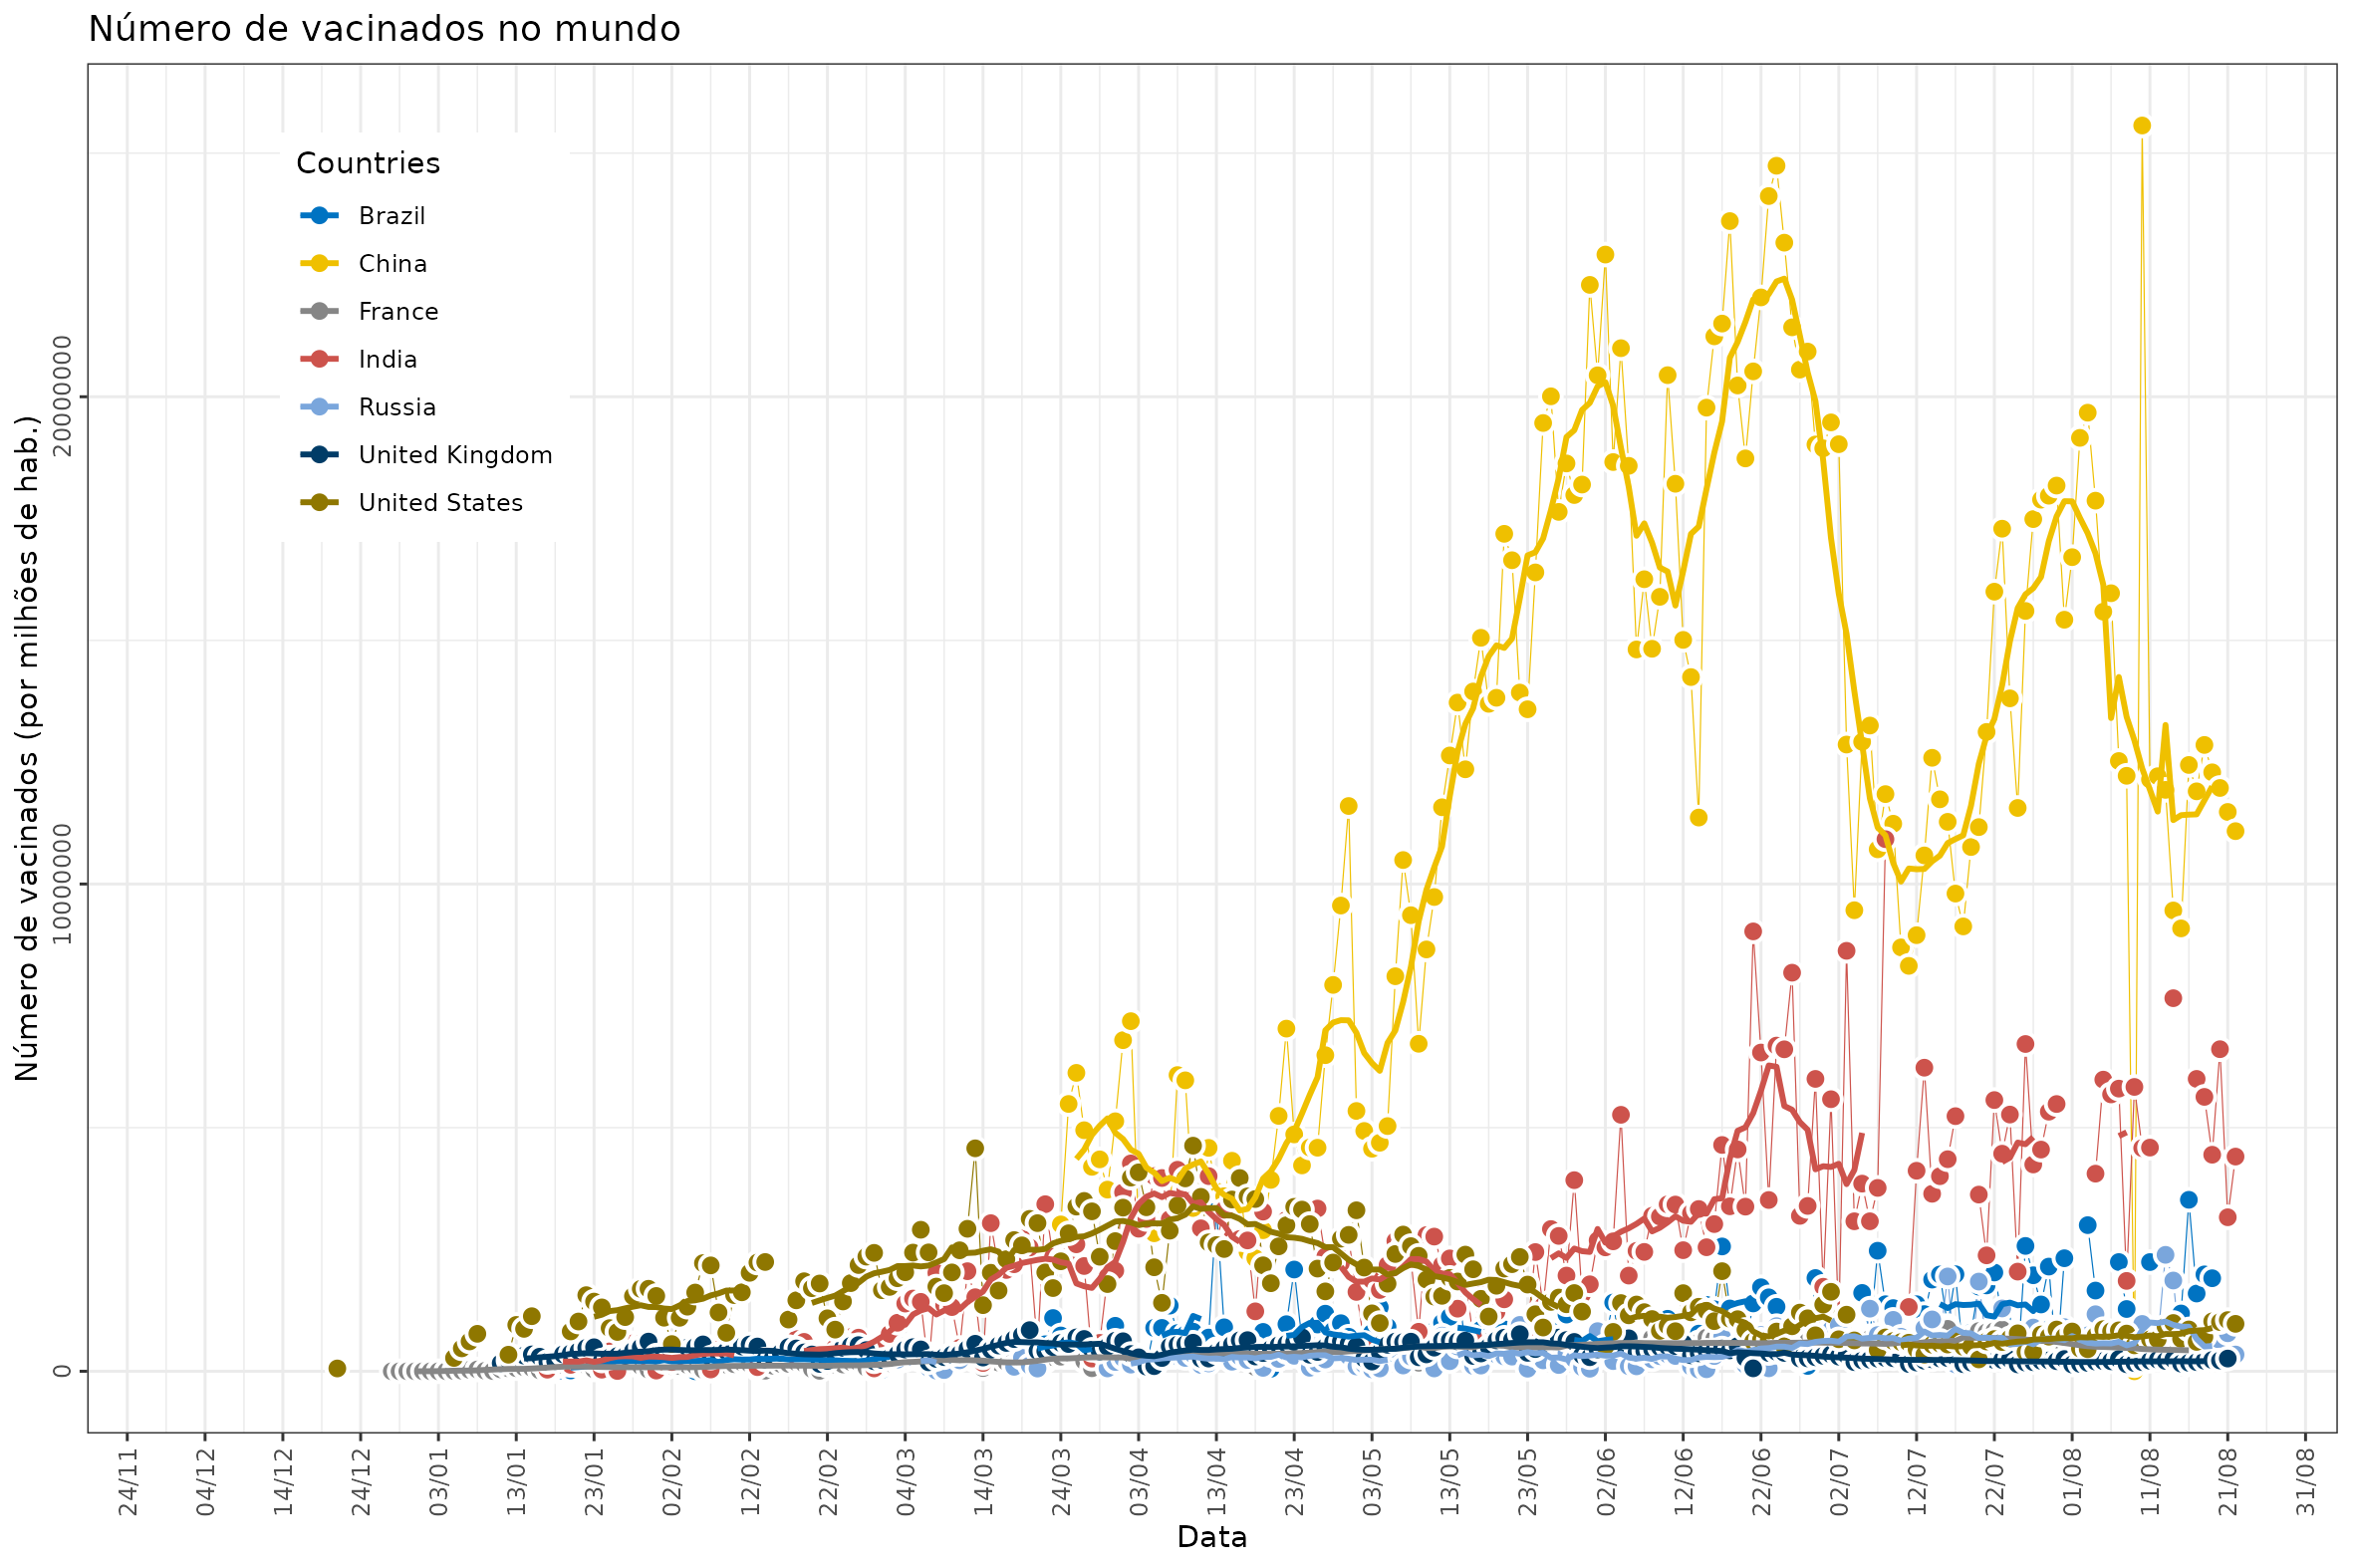 Número de vacinados no mundo
Countries
Brazil
China
France
India
Russia
United Kingdom
United States
Número de vacinados (por milhões de hab.)
20000000
10000000
0
24/11
04/12
14/12
24/12
03/01
13/01
23/01
02/02
12/02
22/02
04/03
14/03
24/03
03/04
13/04
23/04
03/05
13/05
23/05
02/06
12/06
22/06
02/07
12/07
22/07
01/08
11/08
21/08
31/08
Data